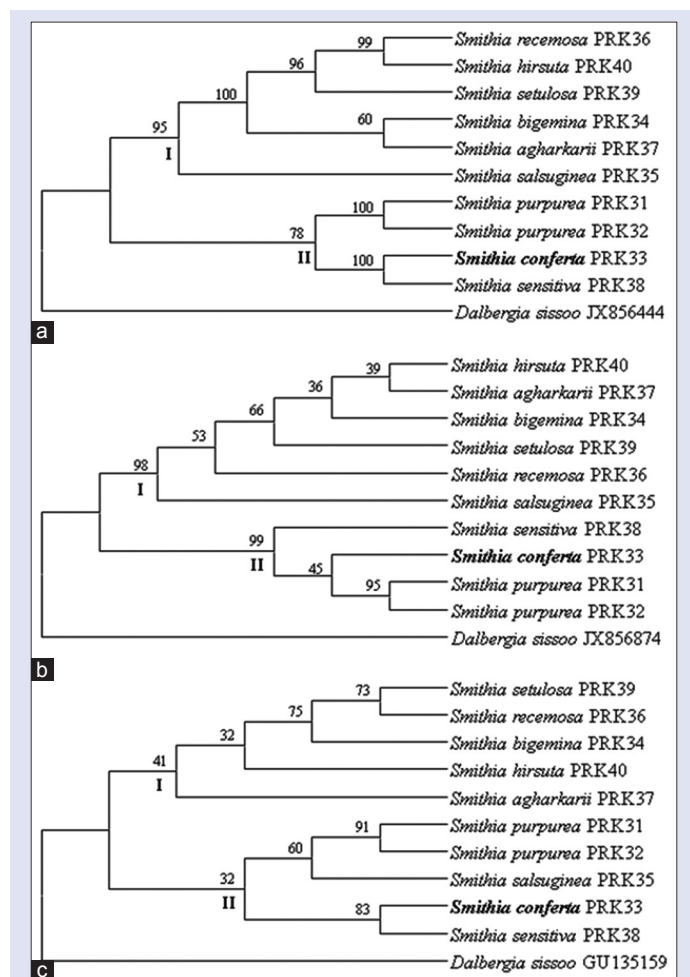 99
Smithia recemosa PRK36
96
Smithia hirsuta PRK40
100
Smithia setulosa PRK39
60
Smithia bigemina PRK34
95
Smithia agharkarii PRK37
I
Smithia salsuginea PRK35
100
Smithia purpurea PRK31
78
Smithia purpurea PRK32
II
100
Smithia conferta PRK33
Smithia sensitiva PRK38
Dalbergia sissoo JX856444
a
39
Smithia hirsuta PRK40
36
Smithia agharkarii PRK37
66
Smithia bigemina PRK34
53
Smithia setulosa PRK39
98
Smithia recemosa PRK36
I
Smithia salsuginea PRK35
99
Smithia sensitiva PRK38
II
45
Smithia conferta PRK33
95
Smithia purpurea PRK31
Smithia purpurea PRK32
Dalbergia sissoo JX856874
b
73
Smithia setulosa PRK39
75
Smithia recemosa PRK36
32
Smithia bigemina PRK34
41
Smithia hirsuta PRK40
I
Smithia agharkarii PRK37
91
Smithia purpurea PRK31
60
Smithia purpurea PRK32
32
Smithia salsuginea PRK35
II
83
Smithia conferta PRK33
Smithia sensitiva PRK38
Dalbergia sissoo GU135159
c